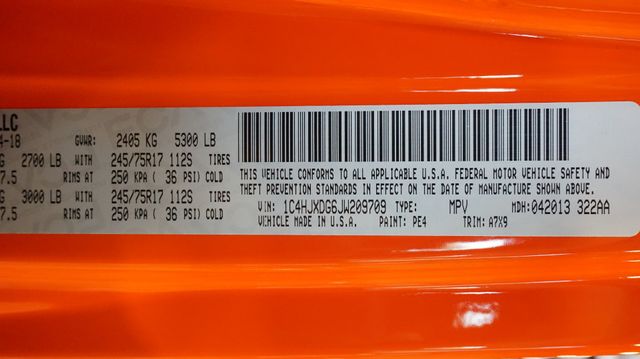 LLC
4-18 GVWR: 2405 KG 5300 LB
G 2700 LB WITH 245/75R17 112S TIRES
7.5 RIMS AT 250 KPA ( 36 PSI) COLD
G 3000 LB WITH 245/75R17 112S TIRES
7.5 RIMS AT 250 KPA ( 36 PSI) COLD
THIS VEHICLE CONFORMS TO ALL APPLICABLE U.S.A. FEDERAL MOTOR VEHICLE SAFETY AND
THEFT PREVENTION STANDARDS IN EFFECT ON THE DATE OF MANUFACTURE SHOWN ABOVE.
VIN: 1C4HJXDG6JW209709 TYPE: MPV MDH: 042013 322AA
VEHICLE MADE IN U.S.A. PAINT: PE4 TRIM: A7X9